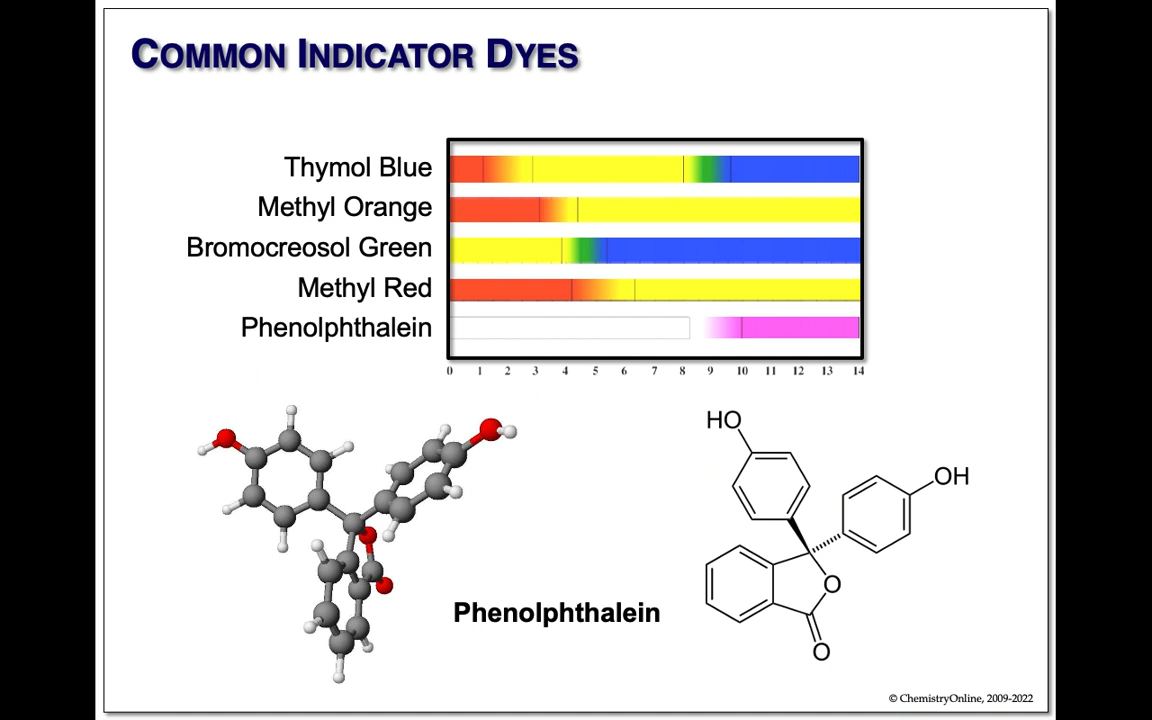 COMMON INDICATOR DYES
Thymol Blue
Methyl Orange
Bromocreosol Green
Methyl Red
Phenolphthalein
0 1 2 3 4 5 6 7 8 9 10 11 12 13 14
HO
OH
O
O
Phenolphthalein
© ChemistryOnline, 2009-2022